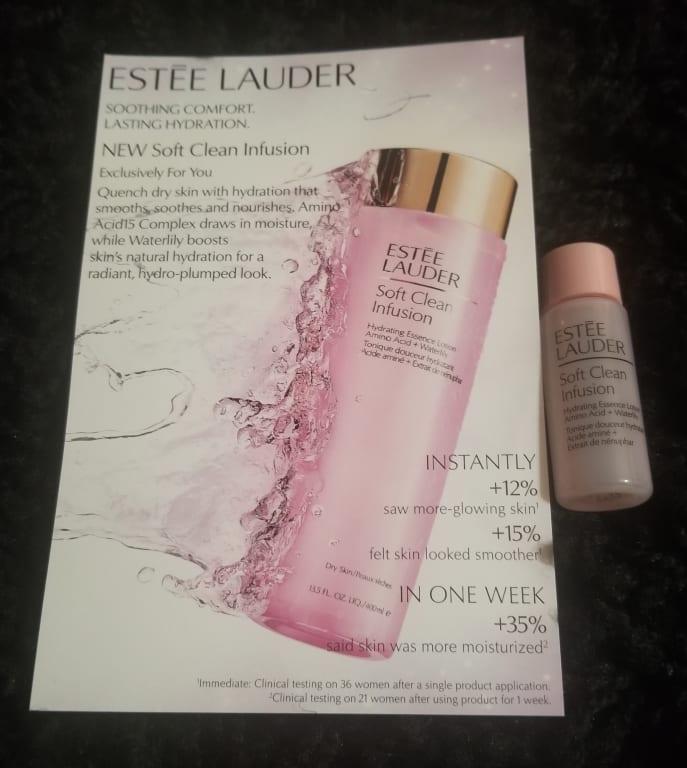 ESTĒE LAUDER
SOOTHING COMFORT.
LASTING HYDRATION.
NEW Soft Clean Infusion
Exclusively For You
Quench dry skin with hydration that
smooths, soothes and nourishes. Amino
Acid15 Complex draws in moisture,
while Waterlily boosts
skin's natural hydration for a
radiant, hydro-plumped look.
ESTĒE
LAUDER
Soft Clean
Infusion
Hydrating Essence Lotion
Amino Acid + Waterlily
Tonique douceur hydratant
Acide aminé + Extrait de nénuphar
INSTANTLY
+12%
saw more-glowing skin¹
+15%
felt skin looked smoother¹
Dry Skin/Peaux sèches
13.5 FL. OZ. LIQ./400ml e
IN ONE WEEK
+35%
said skin was more moisturized²
¹Immediate: Clinical testing on 36 women after a single product application.
²Clinical testing on 21 women after using product for 1 week.
ESTĒE
LAUDER
Soft Clean
Infusion
Hydrating Essence Lotion
Amino Acid + Waterlily
Tonique douceur hydratant
Acide aminé +
Extrait de nénuphar